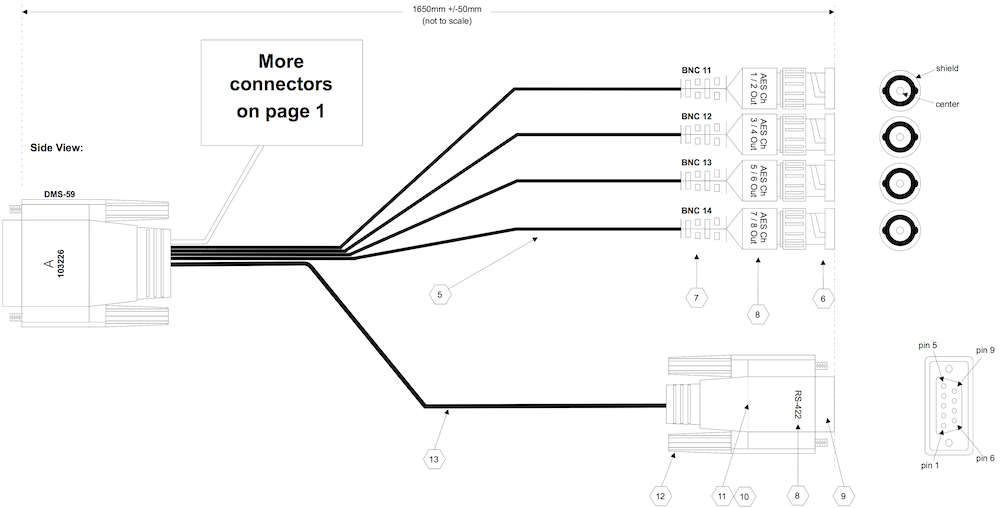 1650mm +/-50mm
(not to scale)
More
connectors
on page 1
Side View:
DMS-59
A
103226
BNC 11
AES Ch
1 / 2 Out
BNC 12
AES Ch
3 / 4 Out
BNC 13
AES Ch
5 / 6 Out
BNC 14
AES Ch
7 / 8 Out
shield
center
5
7
8
6
RS-422
13
12
11
10
8
9
pin 5
pin 9
pin 1
pin 6